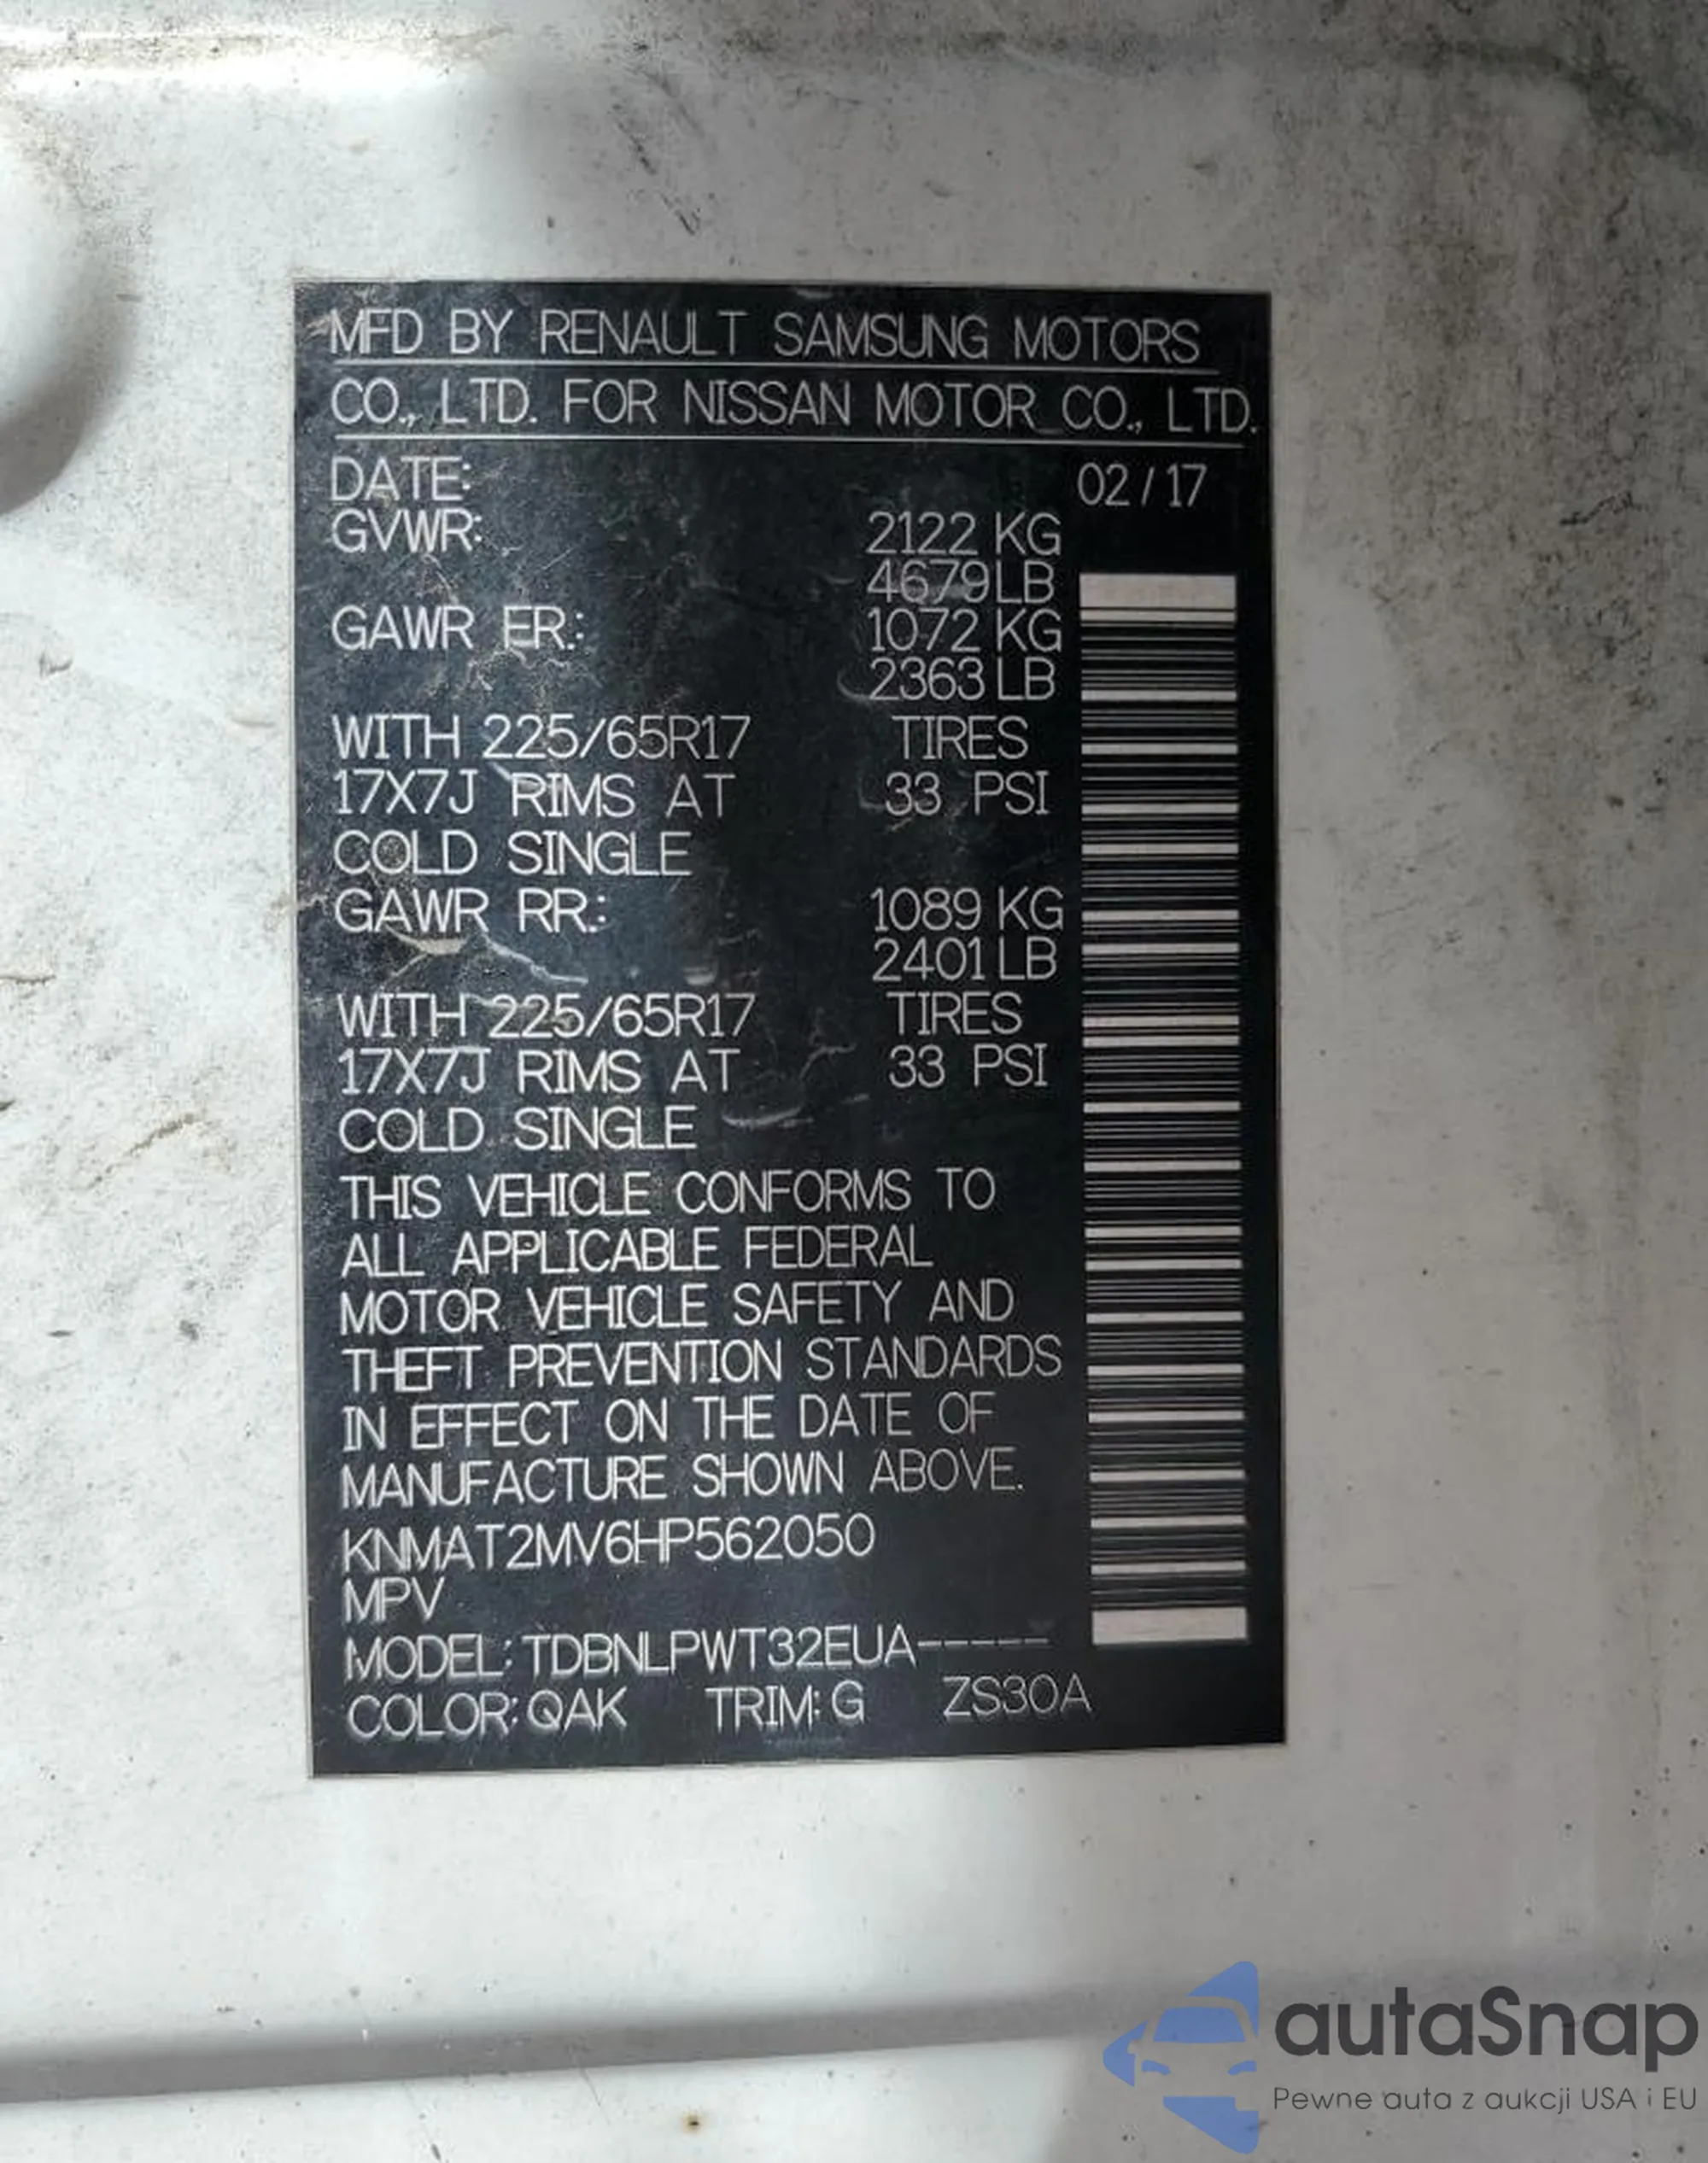 MFD BY RENAULT SAMSUNG MOTORS
CO., LTD. FOR NISSAN MOTOR CO., LTD.
DATE: 02 / 17
GVWR: 2122 KG
4679 LB
GAWR FR.: 1072 KG
2363 LB
WITH 225/65R17 TIRES
17X7J RIMS AT 33 PSI
COLD SINGLE
GAWR RR.: 1089 KG
2401 LB
WITH 225/65R17 TIRES
17X7J RIMS AT 33 PSI
COLD SINGLE
THIS VEHICLE CONFORMS TO
ALL APPLICABLE FEDERAL
MOTOR VEHICLE SAFETY AND
THEFT PREVENTION STANDARDS
IN EFFECT ON THE DATE OF
MANUFACTURE SHOWN ABOVE.
KNMAT2MV6HP562050
MPV
MODEL: TDBNLPWT32EUA-----
COLOR: QAK TRIM: G ZS30A
autaSnap
Pewne auta z aukcji USA i EU